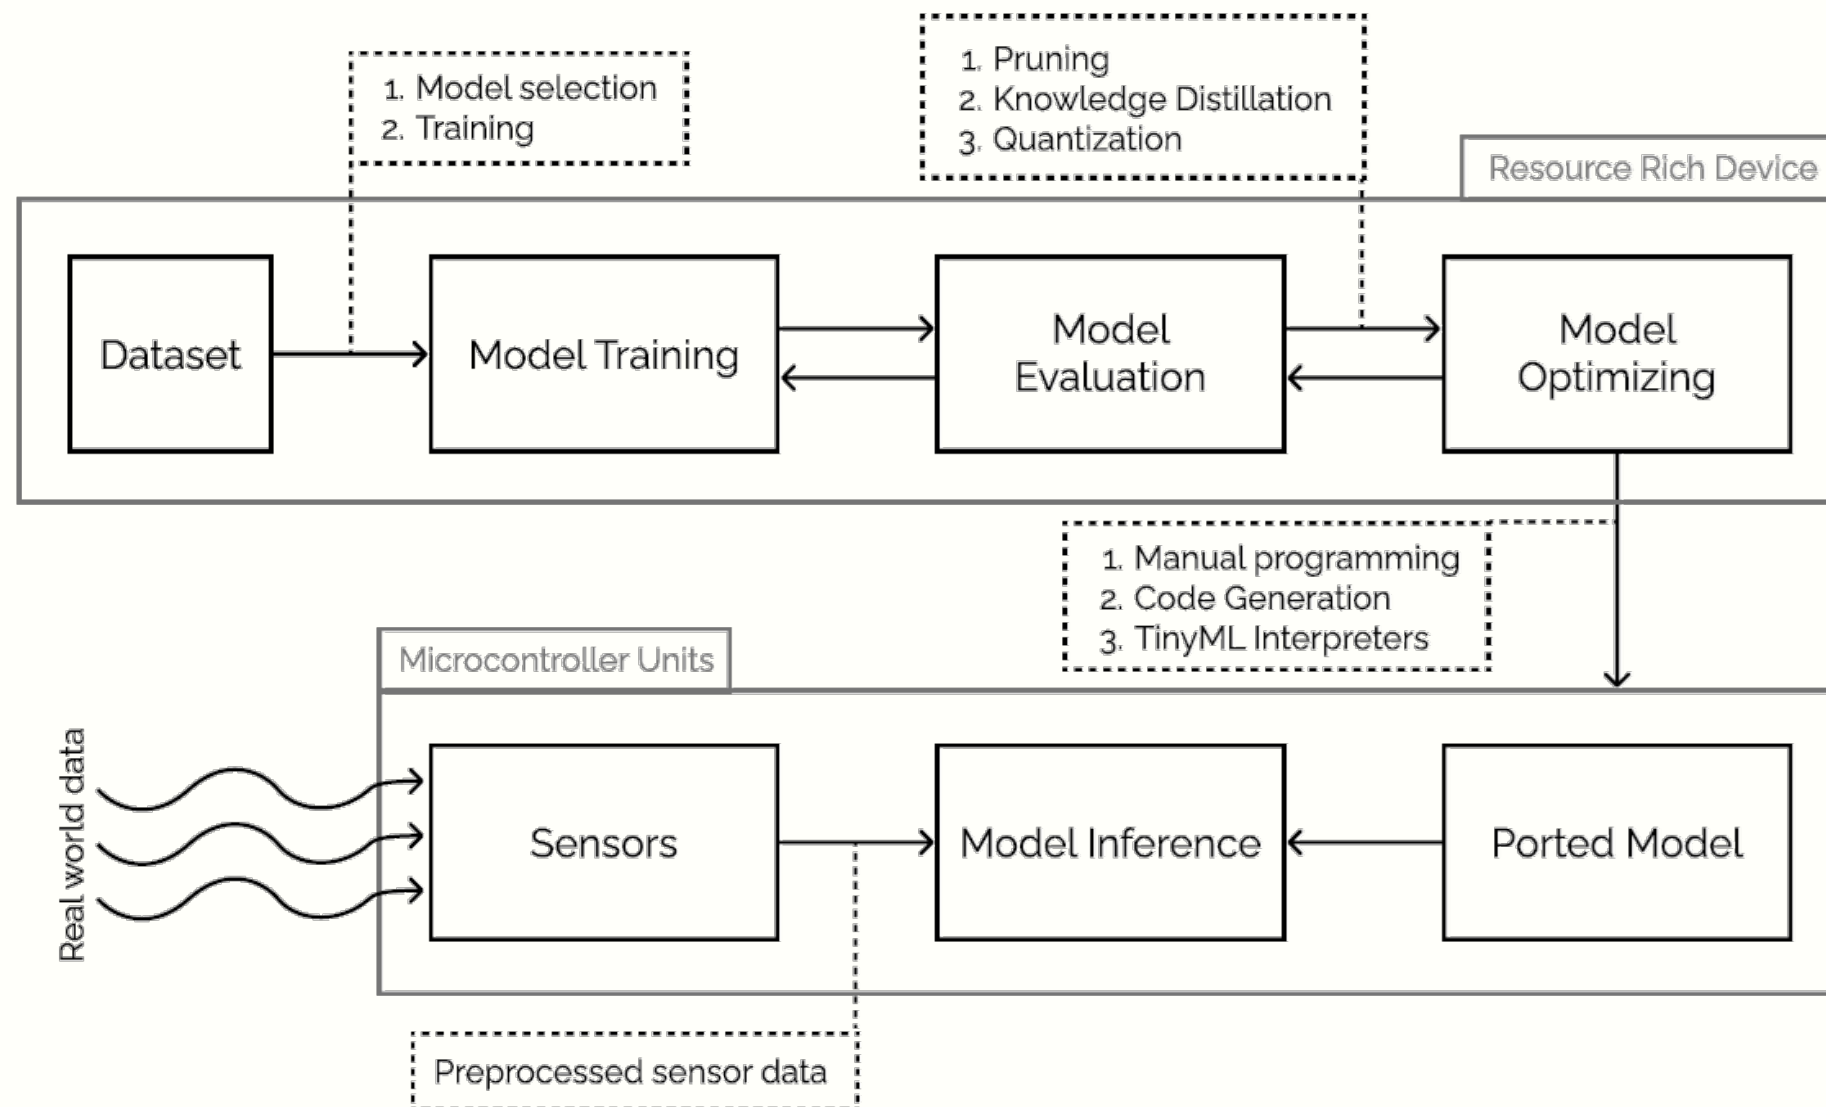 1. Model selection
2. Training
1. Pruning
2. Knowledge Distillation
3. Quantization
Resource Rich Device
Dataset
Model Training
Model
Evaluation
Model
Optimizing
1. Manual programming
2. Code Generation
3. TinyML Interpreters
Microcontroller Units
Real world data
Sensors
Model Inference
Ported Model
Preprocessed sensor data